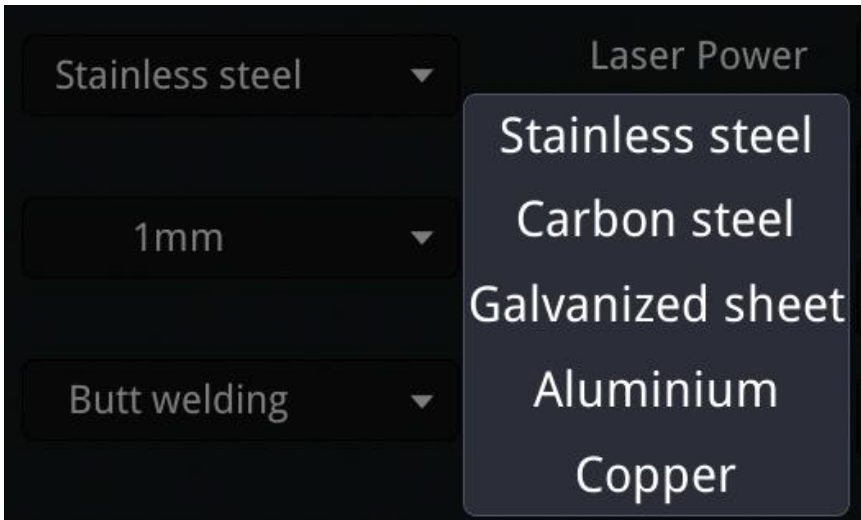 Stainless steel
1mm
Butt welding
Laser Power
Stainless steel
Carbon steel
Galvanized sheet
Aluminium
Copper